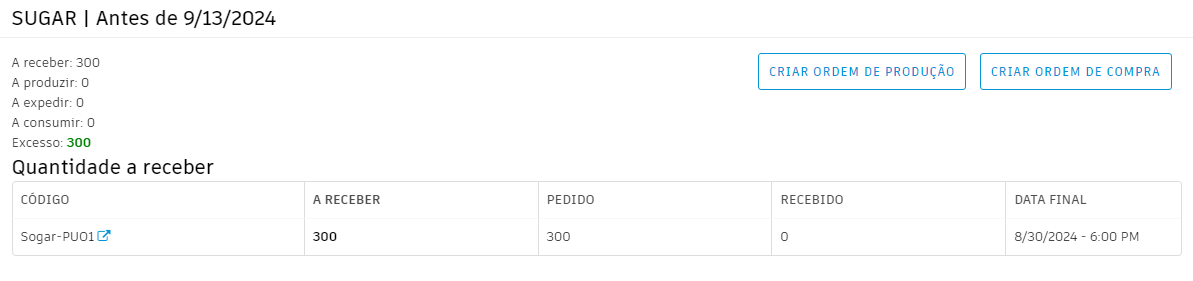 SUGAR | Antes de 9/13/2024
A receber: 300
A produzir: 0
A expedir: 0
A consumir: 0
Excesso: 300
CRIAR ORDEM DE PRODUÇÃO
CRIAR ORDEM DE COMPRA
Quantidade a receber
CÓDIGO A RECEBER PEDIDO RECEBIDO DATA FINAL
Sogar-PUO1 300 300 0 8/30/2024 - 6:00 PM